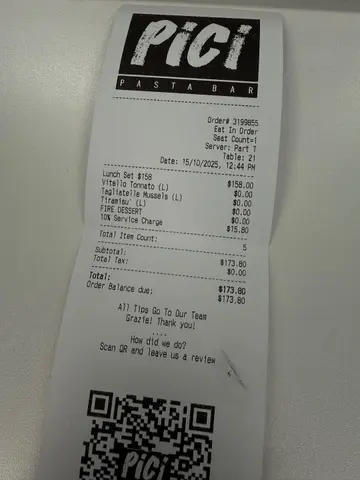 PiCi
PASTA BAR
Order# 3199855
Eat In Order
Seat Count=1
Server: Part T
Table: 21
Date: 15/10/2025, 12:44 PM
Lunch Set $158 $158.00
Vitello Tonnato (L) $0.00
Tagliatelle Mussels (L) $0.00
Tiramisu' (L) $0.00
FIRE DESSERT $0.00
10% Service Charge $15.80
Total Item Count: 5
Subtotal: $173.80
Total Tax: $0.00
Total: $173.80
Order Balance due: $173.80
All Tips Go To Our Team
Grazie! Thank you!
....
How did we do?
Scan QR and leave us a review
PiCi